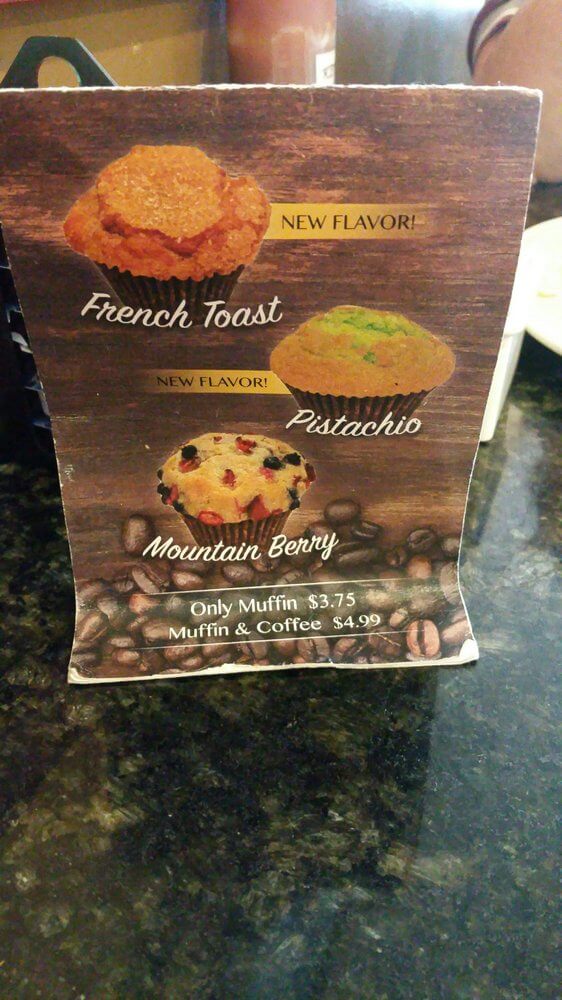 NEW FLAVOR!
French Toast
NEW FLAVOR!
Pistachio
Mountain Berry
Only Muffin $3.75
Muffin & Coffee $4.99